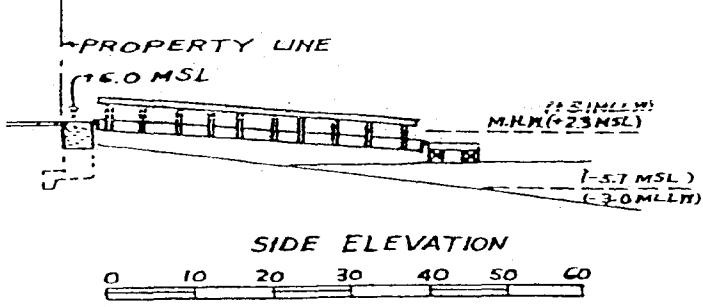 PROPERTY LINE
+6.0 MSL
M.H.W.(+2.3 MSL)
(-5.7 MSL)
(-3.0 MLLW)
SIDE ELEVATION
0 10 20 30 40 50 60